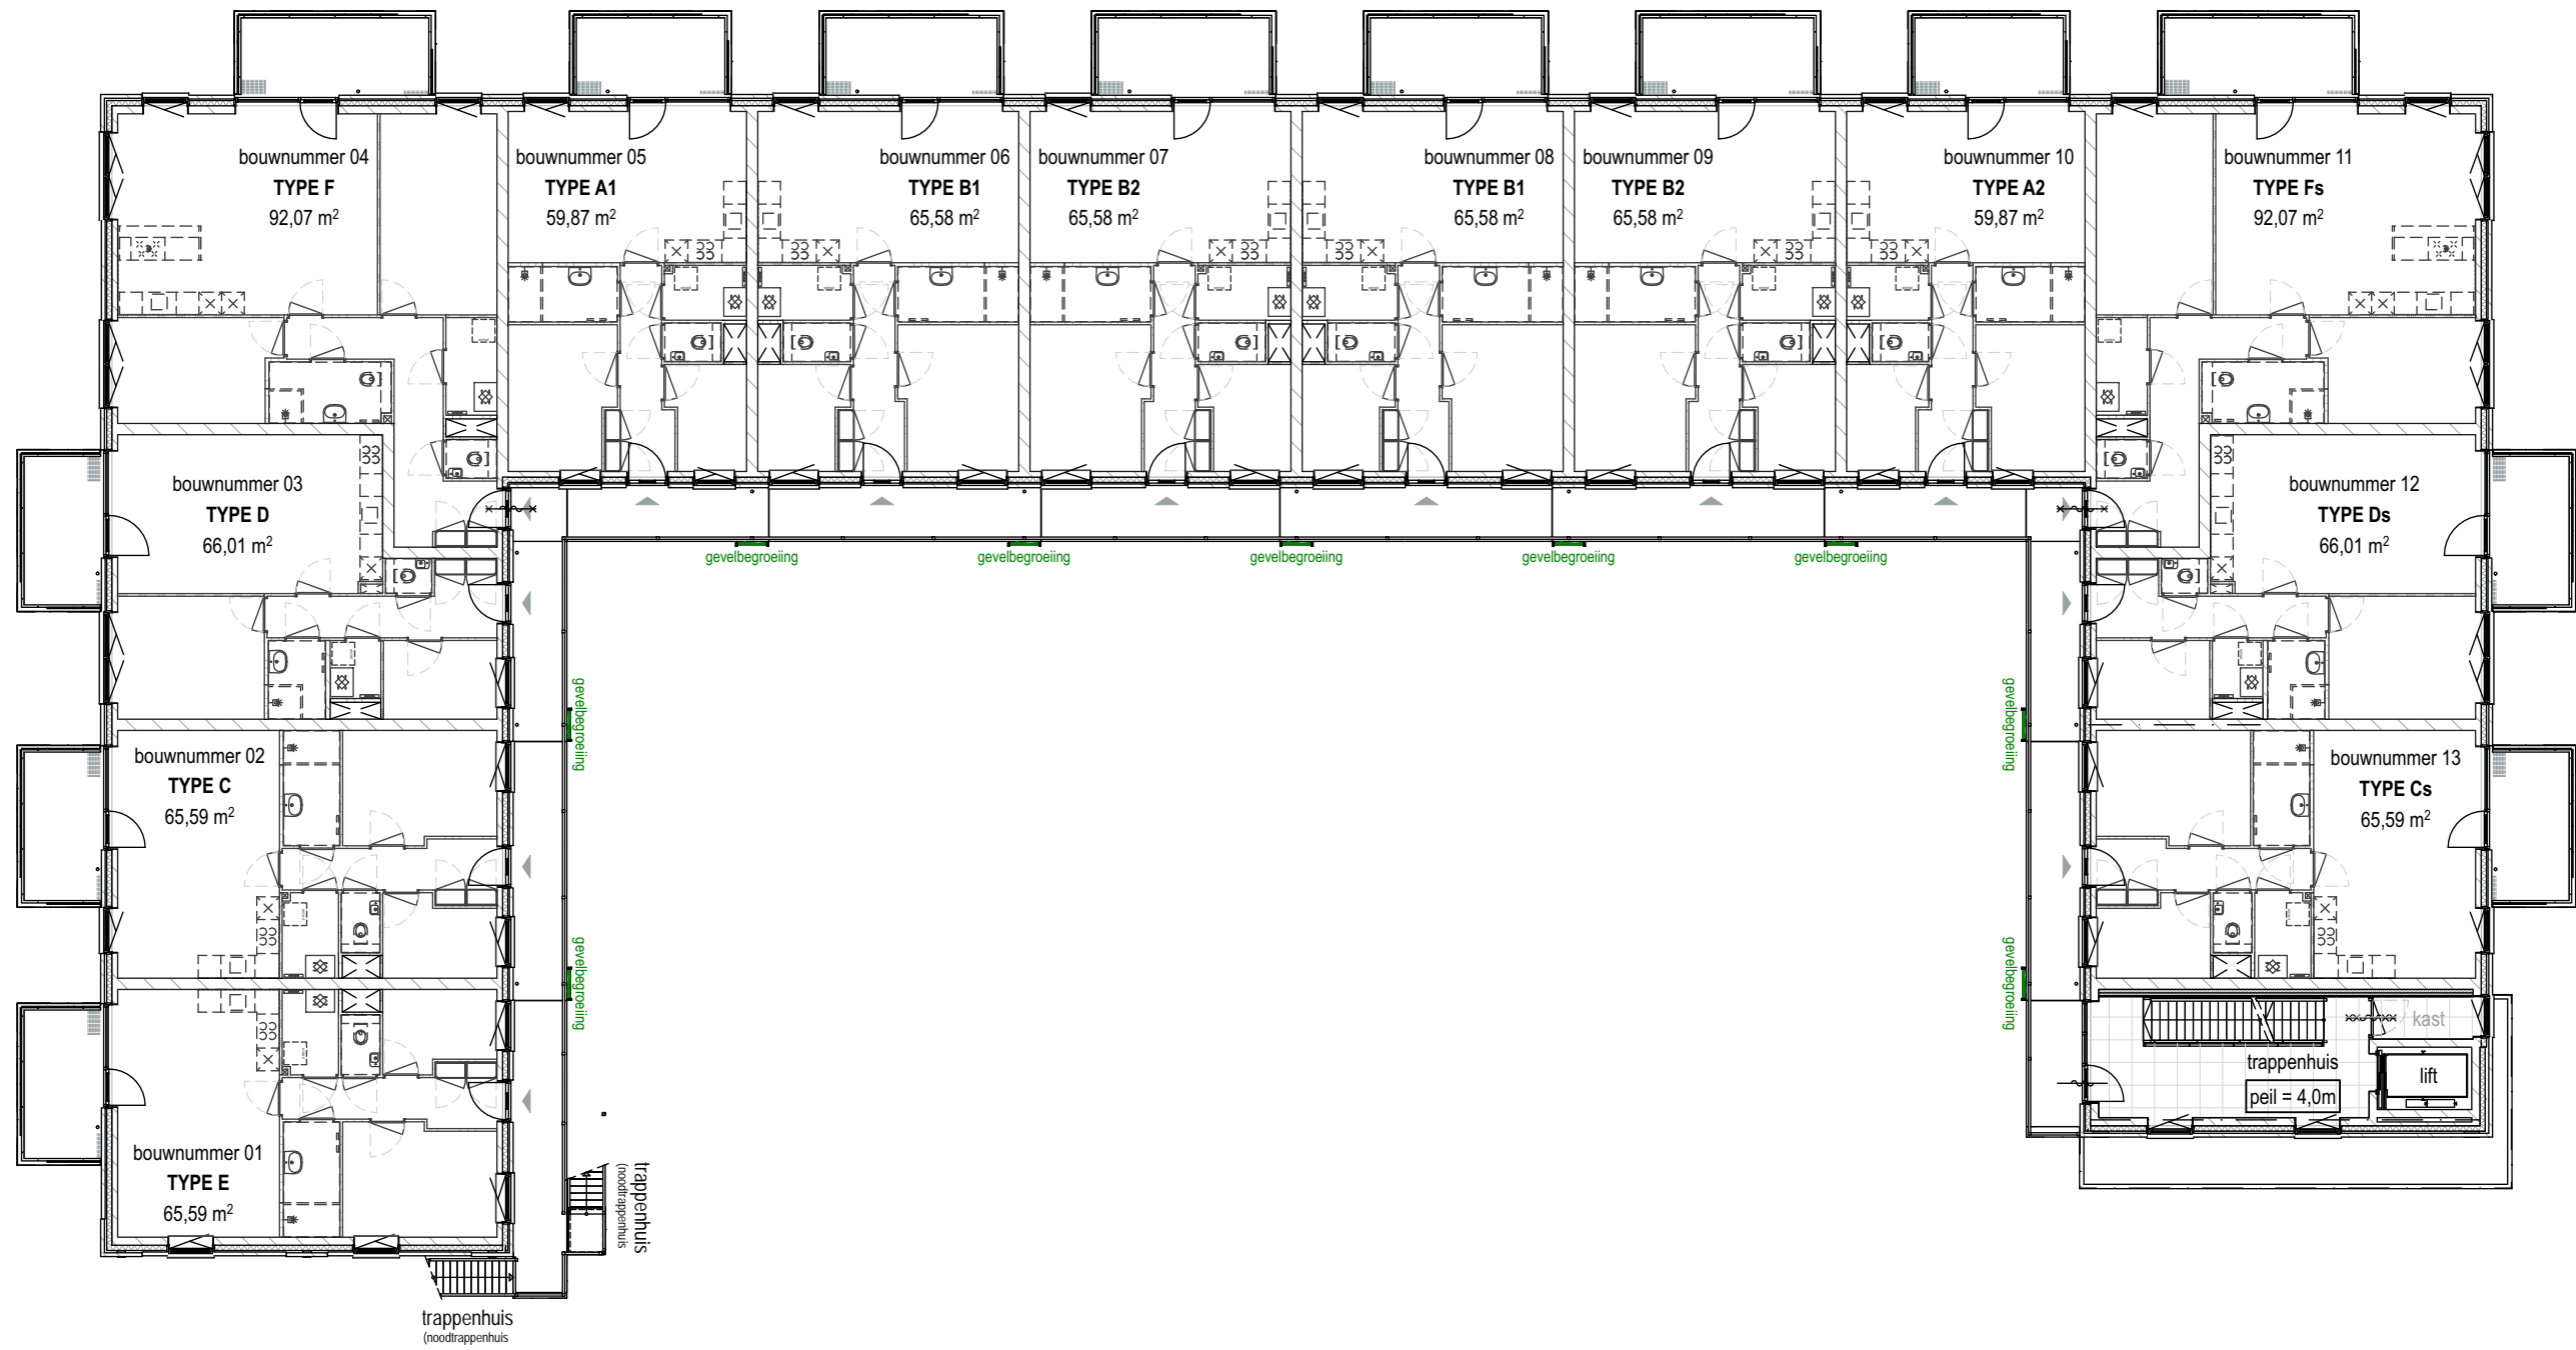 bouwnummer 04
TYPE F
92,07 m²
bouwnummer 05
TYPE A1
59,87 m²
bouwnummer 06
TYPE B1
65,58 m²
bouwnummer 07
TYPE B2
65,58 m²
bouwnummer 08
TYPE B1
65,58 m²
bouwnummer 09
TYPE B2
65,58 m²
bouwnummer 10
TYPE A2
59,87 m²
bouwnummer 11
TYPE Fs
92,07 m²
bouwnummer 03
TYPE D
66,01 m²
bouwnummer 12
TYPE Ds
66,01 m²
gevelbegroeiing
gevelbegroeiing
gevelbegroeiing
gevelbegroeiing
gevelbegroeiing
gevelbegroeiing
gevelbegroeiing
bouwnummer 02
TYPE C
65,59 m²
bouwnummer 13
TYPE Cs
65,59 m²
gevelbegroeiing
gevelbegroeiing
kast
trappenhuis
peil = 4,0m
lift
bouwnummer 01
TYPE E
65,59 m²
trappenhuis
(noodtrappenhuis
trappenhuis
(noodtrappenhuis